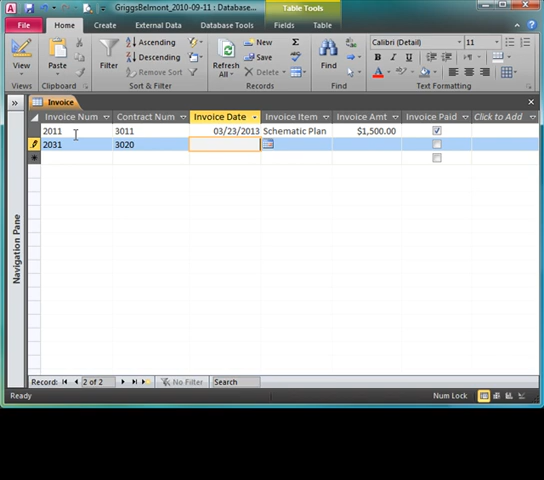 GriggsBelmont_2010-09-11 : Database... Table Tools
File Home Create External Data Database Tools Fields Table
View Paste Filter Ascending Descending Remove Sort Refresh All New Save Delete Σ Find Calibri (Detail) 11 B I U A
Views Clipboard Sort & Filter Records Find Text Formatting
» Invoice
Invoice Num Contract Num Invoice Date Invoice Item Invoice Amt Invoice Paid Click to Add
2011 3011 03/23/2013 Schematic Plan $1,500.00
2031 3020
Navigation Pane
Record: 2 of 2 No Filter Search
Ready Num Lock